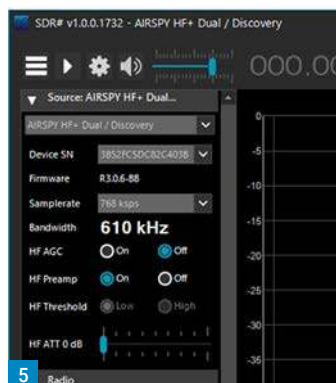 SDR# v1.0.0.1732 - AIRSPY HF+ Dual / Discovery
000.00
Source: AIRSPY HF+ Dual...
AIRSPY HF+ Dual / Discovery
Device SN 3852FC5DC82C403B
Firmware R3.0.6-BB
Samplerate 768 ksps
Bandwidth 610 kHz
HF AGC On Off
HF Preamp On Off
HF Threshold Low High
HF ATT 0 dB
Radio
0
-5
-10
-15
-20
-25
-30
-35
5